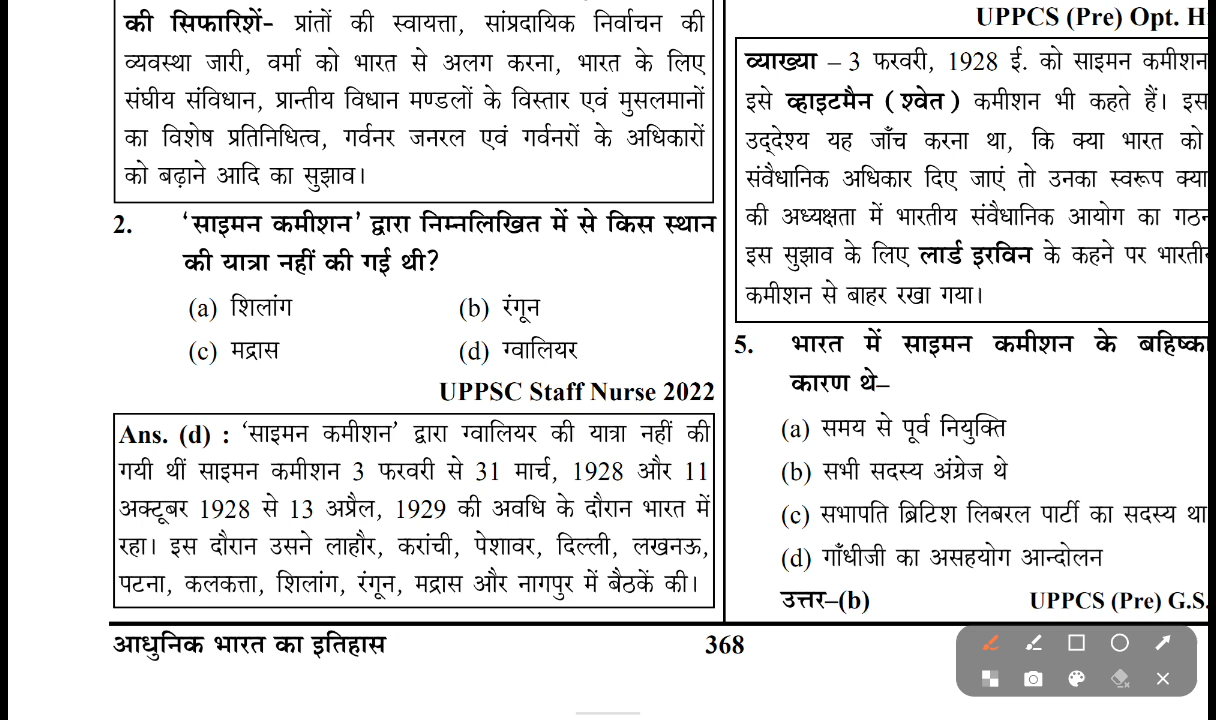 की सिफारिशें- प्रांतों की स्वायत्ता, सांप्रदायिक निर्वाचन की
व्यवस्था जारी, वर्मा को भारत से अलग करना, भारत के लिए
संघीय संविधान, प्रान्तीय विधान मण्डलों के विस्तार एवं मुसलमानों
का विशेष प्रतिनिधित्व, गर्वनर जनरल एवं गर्वनरों के अधिकारों
को बढ़ाने आदि का सुझाव।
2. 'साइमन कमीशन' द्वारा निम्नलिखित में से किस स्थान
की यात्रा नहीं की गई थी?
(a) शिलांग (b) रंगून
(c) मद्रास (d) ग्वालियर
UPPSC Staff Nurse 2022
Ans. (d) : 'साइमन कमीशन' द्वारा ग्वालियर की यात्रा नहीं की
गयी थीं साइमन कमीशन 3 फरवरी से 31 मार्च, 1928 और 11
अक्टूबर 1928 से 13 अप्रैल, 1929 की अवधि के दौरान भारत में
रहा। इस दौरान उसने लाहौर, करांची, पेशावर, दिल्ली, लखनऊ,
पटना, कलकत्ता, शिलांग, रंगून, मद्रास और नागपुर में बैठकें की।
UPPCS (Pre) Opt. H
व्याख्या – 3 फरवरी, 1928 ई. को साइमन कमीशन
इसे व्हाइटमैन (श्वेत) कमीशन भी कहते हैं। इस
उद्देश्य यह जाँच करना था, कि क्या भारत को
संवैधानिक अधिकार दिए जाएं तो उनका स्वरूप क्या
की अध्यक्षता में भारतीय संवैधानिक आयोग का गठन
इस सुझाव के लिए लार्ड इरविन के कहने पर भारती
कमीशन से बाहर रखा गया।
5. भारत में साइमन कमीशन के बहिष्का
कारण थे–
(a) समय से पूर्व नियुक्ति
(b) सभी सदस्य अंग्रेज थे
(c) सभापति ब्रिटिश लिबरल पार्टी का सदस्य था
(d) गाँधीजी का असहयोग आन्दोलन
उत्तर–(b) UPPCS (Pre) G.S.
आधुनिक भारत का इतिहास 368